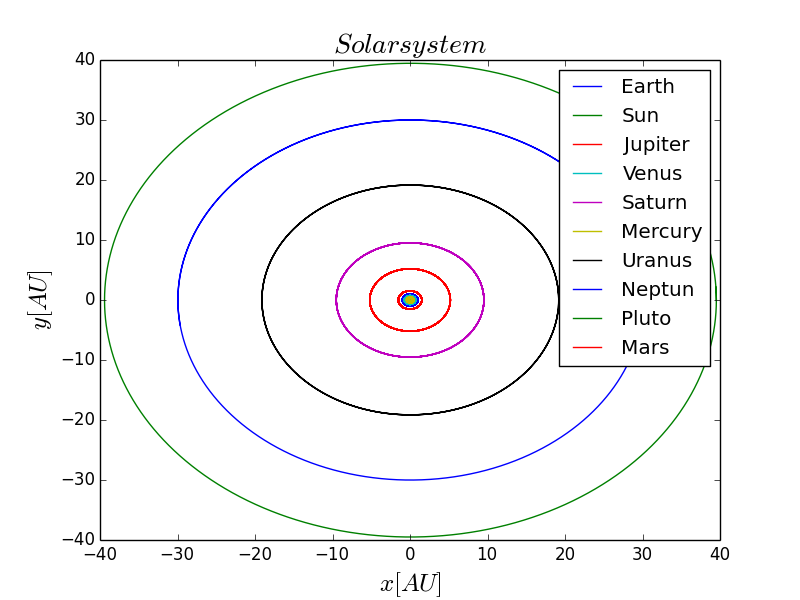 Solarsystem
40
30
20
10
0
−10
−20
−30
−40
y[AU]
Earth
Sun
Jupiter
Venus
Saturn
Mercury
Uranus
Neptun
Pluto
Mars
−40 −30 −20 −10 0 10 20 30 40
x[AU]